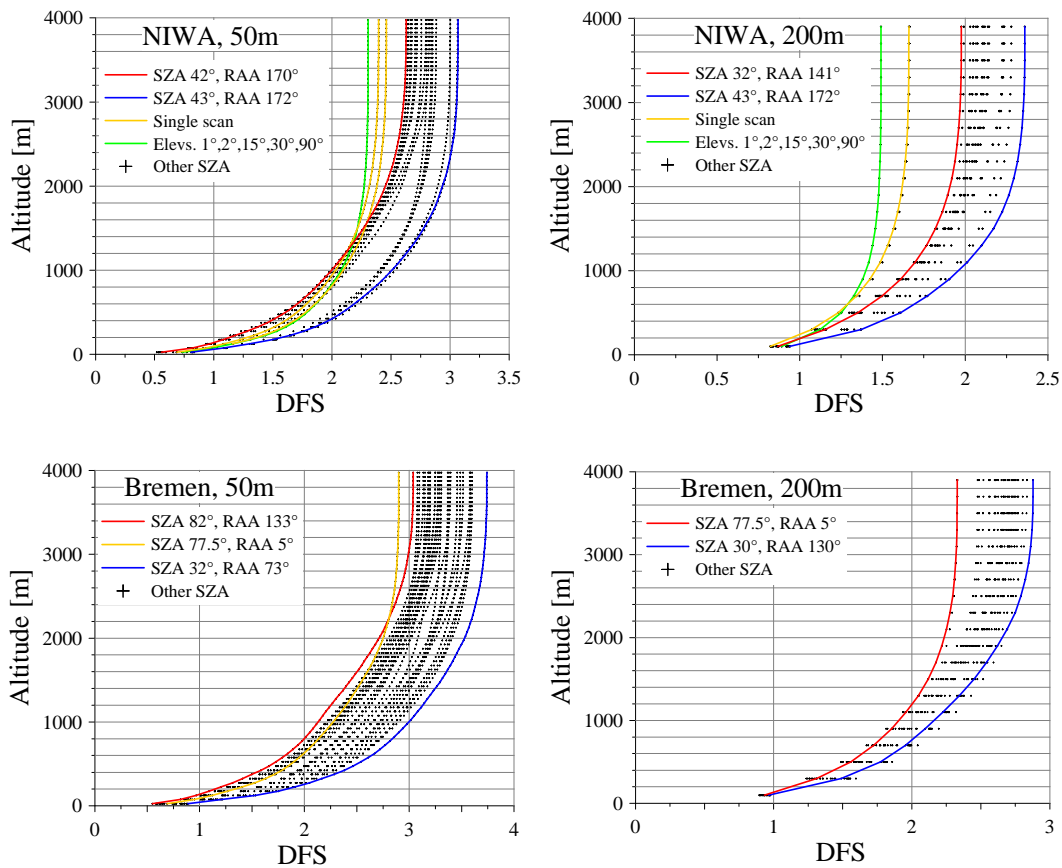 NIWA, 50m
SZA 42°, RAA 170°
SZA 43°, RAA 172°
Single scan
Elevs. 1°,2°,15°,30°,90°
Other SZA
Altitude [m]
4000
3000
2000
1000
0
0 0.5 1 1.5 2 2.5 3 3.5
DFS
NIWA, 200m
SZA 32°, RAA 141°
SZA 43°, RAA 172°
Single scan
Elevs. 1°,2°,15°,30°,90°
Other SZA
Altitude [m]
4000
3000
2000
1000
0
0 0.5 1 1.5 2 2.5
DFS
Bremen, 50m
SZA 82°, RAA 133°
SZA 77.5°, RAA 5°
SZA 32°, RAA 73°
Other SZA
Altitude [m]
4000
3000
2000
1000
0
0 1 2 3 4
DFS
Bremen, 200m
SZA 77.5°, RAA 5°
SZA 30°, RAA 130°
Other SZA
Altitude [m]
4000
3000
2000
1000
0
0 1 2 3
DFS